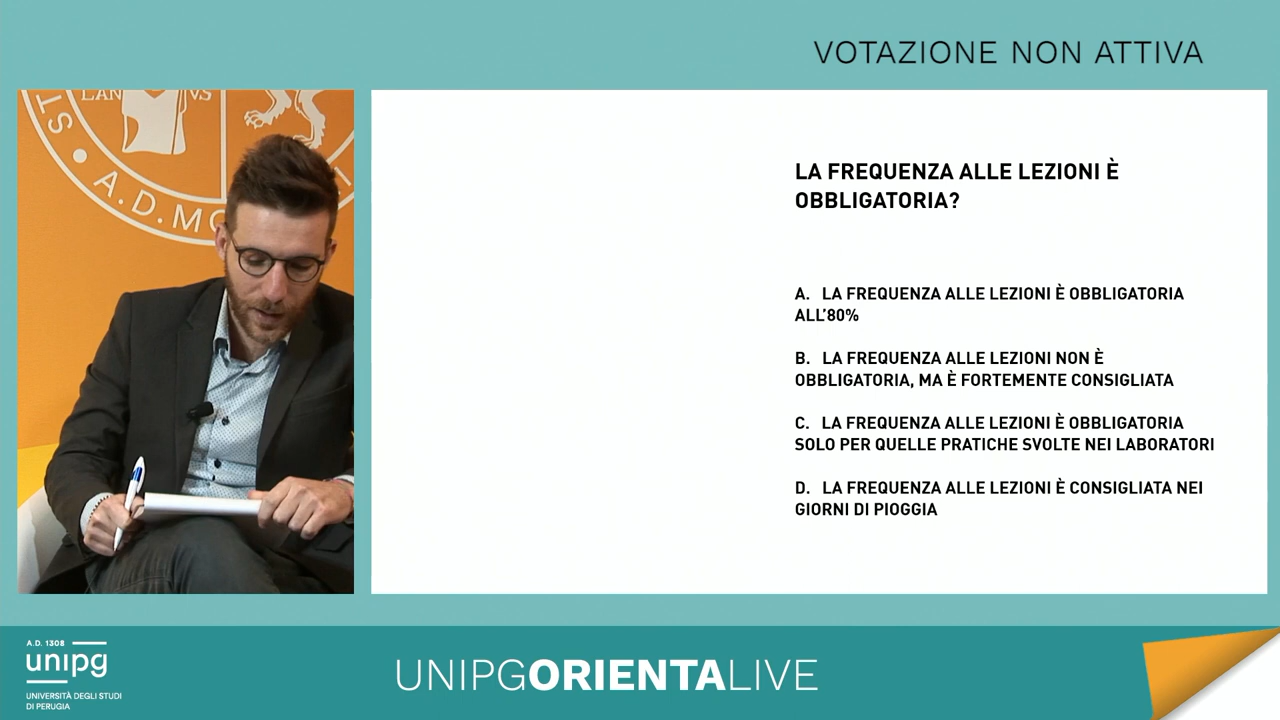 VOTAZIONE NON ATTIVA
LA FREQUENZA ALLE LEZIONI È
OBBLIGATORIA?
A. LA FREQUENZA ALLE LEZIONI È OBBLIGATORIA
ALL'80%
B. LA FREQUENZA ALLE LEZIONI NON È
OBBLIGATORIA, MA È FORTEMENTE CONSIGLIATA
C. LA FREQUENZA ALLE LEZIONI È OBBLIGATORIA
SOLO PER QUELLE PRATICHE SVOLTE NEI LABORATORI
D. LA FREQUENZA ALLE LEZIONI È CONSIGLIATA NEI
GIORNI DI PIOGGIA
A.D. MC
A.D. 1308
unipg
UNIVERSITÀ DEGLI STUDI
DI PERUGIA
UNIPGORIENTALIVE